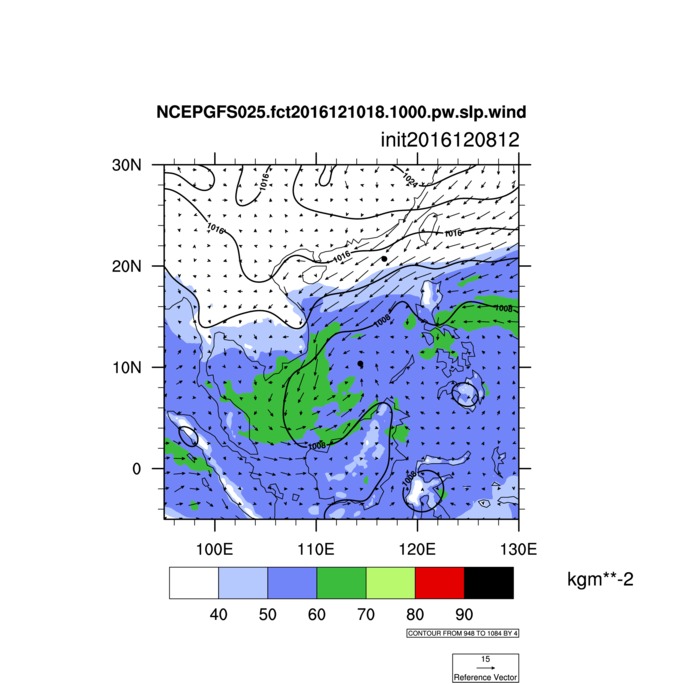 NCEPGFS025.fct2016121018.1000.pw.slp.wind
init2016120812
30N
1016
1024
1016
1016
1016
20N
1008
1008
10N
1008
0
1008
100E 110E 120E 130E
kgm**-2
40 50 60 70 80 90
CONTOUR FROM 948 TO 1084 BY 4
15
Reference Vector